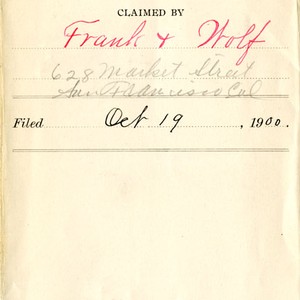 CLAIMED BY
Frank & Wolf
628 Market Street
San Francisco Cal
Filed Oct 19, 1900.